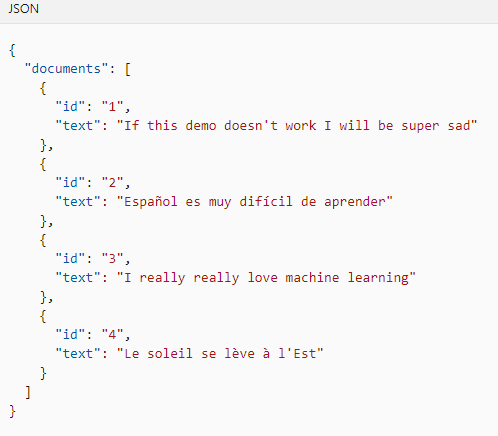 JSON
{
  "documents": [
    {
      "id": "1",
      "text": "If this demo doesn't work I will be super sad"
    },
    {
      "id": "2",
      "text": "Español es muy difícil de aprender"
    },
    {
      "id": "3",
      "text": "I really really love machine learning"
    },
    {
      "id": "4",
      "text": "Le soleil se lève à l'Est"
    }
  ]
}